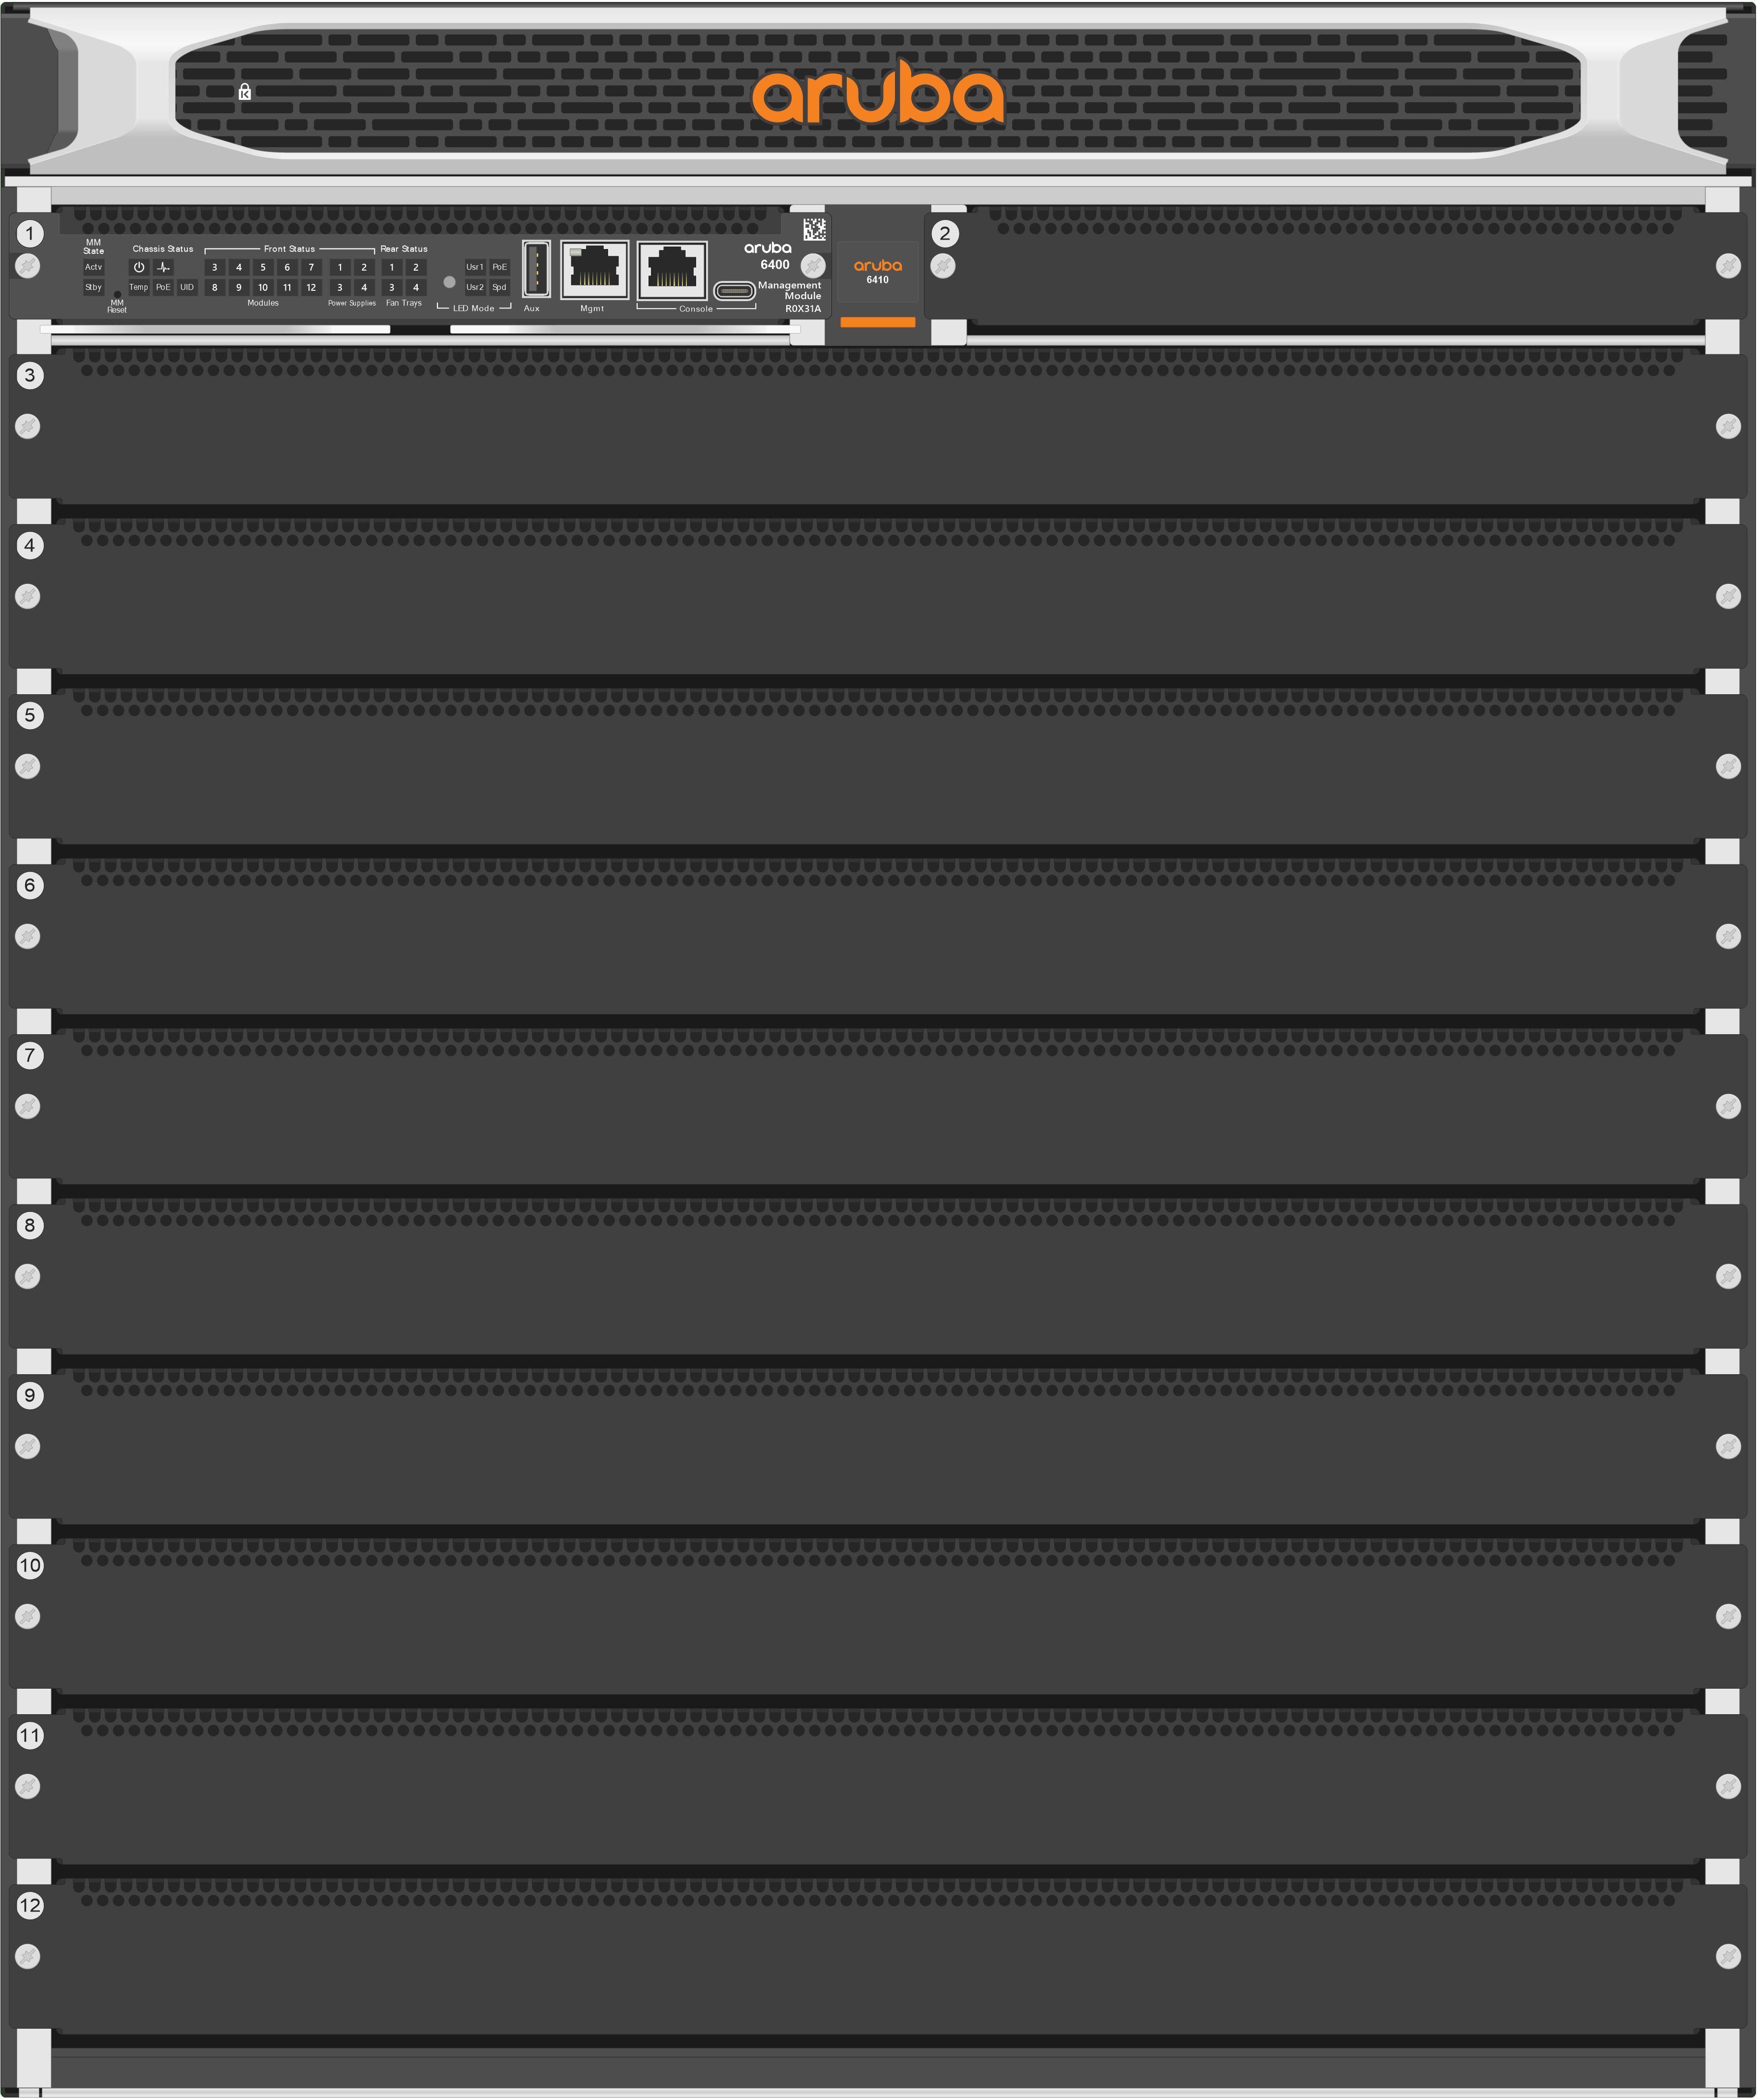 aruba
1
MM State
Chassis Status
Front Status
Rear Status
Actv
3 4 5 6 7 1 2 1 2
Stby
Temp PoE UID
8 9 10 11 12 3 4 3 4
MM Reset
Modules
Power Supplies
Fan Trays
Usr1 PoE
Usr2 Spd
LED Mode
Aux
Mgmt
Console
aruba
6400
Management
Module
R0X31A
aruba
6410
2
3
4
5
6
7
8
9
10
11
12